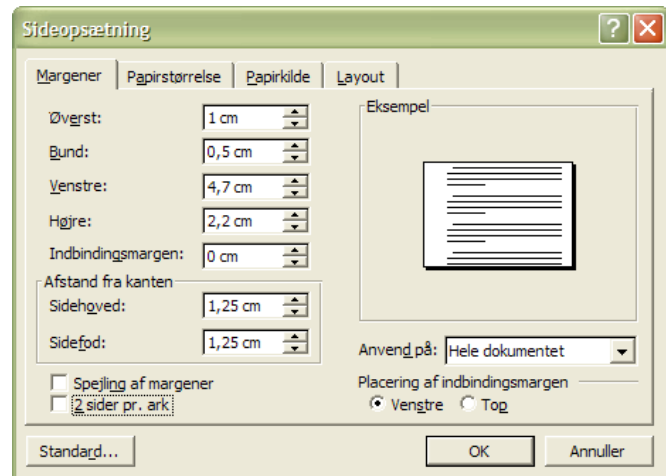 Sideopsætning
Margener Papirstørrelse Papirkilde Layout
Øverst: 1 cm
Bund: 0,5 cm
Venstre: 4,7 cm
Højre: 2,2 cm
Indbindingsmargen: 0 cm
Afstand fra kanten
Sidehoved: 1,25 cm
Sidefod: 1,25 cm
Spejling af margener
2 sider pr. ark
Eksempel
Anvend på: Hele dokumentet
Placering af indbindingsmargen
Venstre Top
Standard... OK Annuller